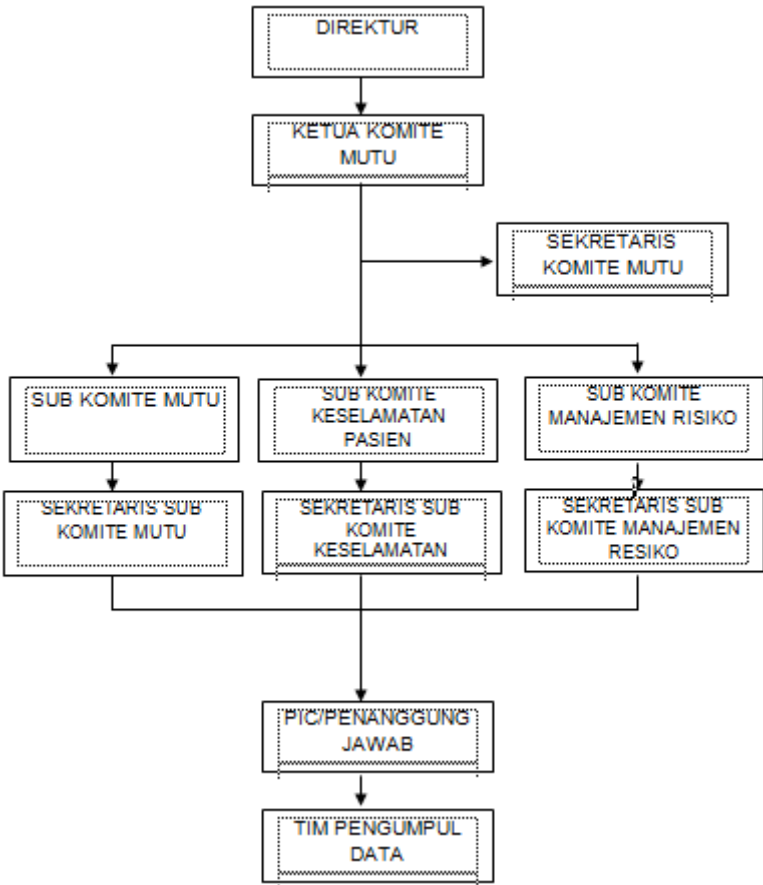 DIREKTUR
KETUA KOMITE
MUTU
SEKRETARIS
KOMITE MUTU
SUB KOMITE MUTU
SUB KOMITE
KESELAMATAN
PASIEN
SUB KOMITE
MANAJEMEN RISIKO
SEKRETARIS SUB
KOMITE MUTU
SEKRETARIS SUB
KOMITE
KESELAMATAN
SEKRETARIS SUB
KOMITE MANAJEMEN
RESIKO
PIC/PENANGGUNG
JAWAB
TIM PENGUMPUL
DATA